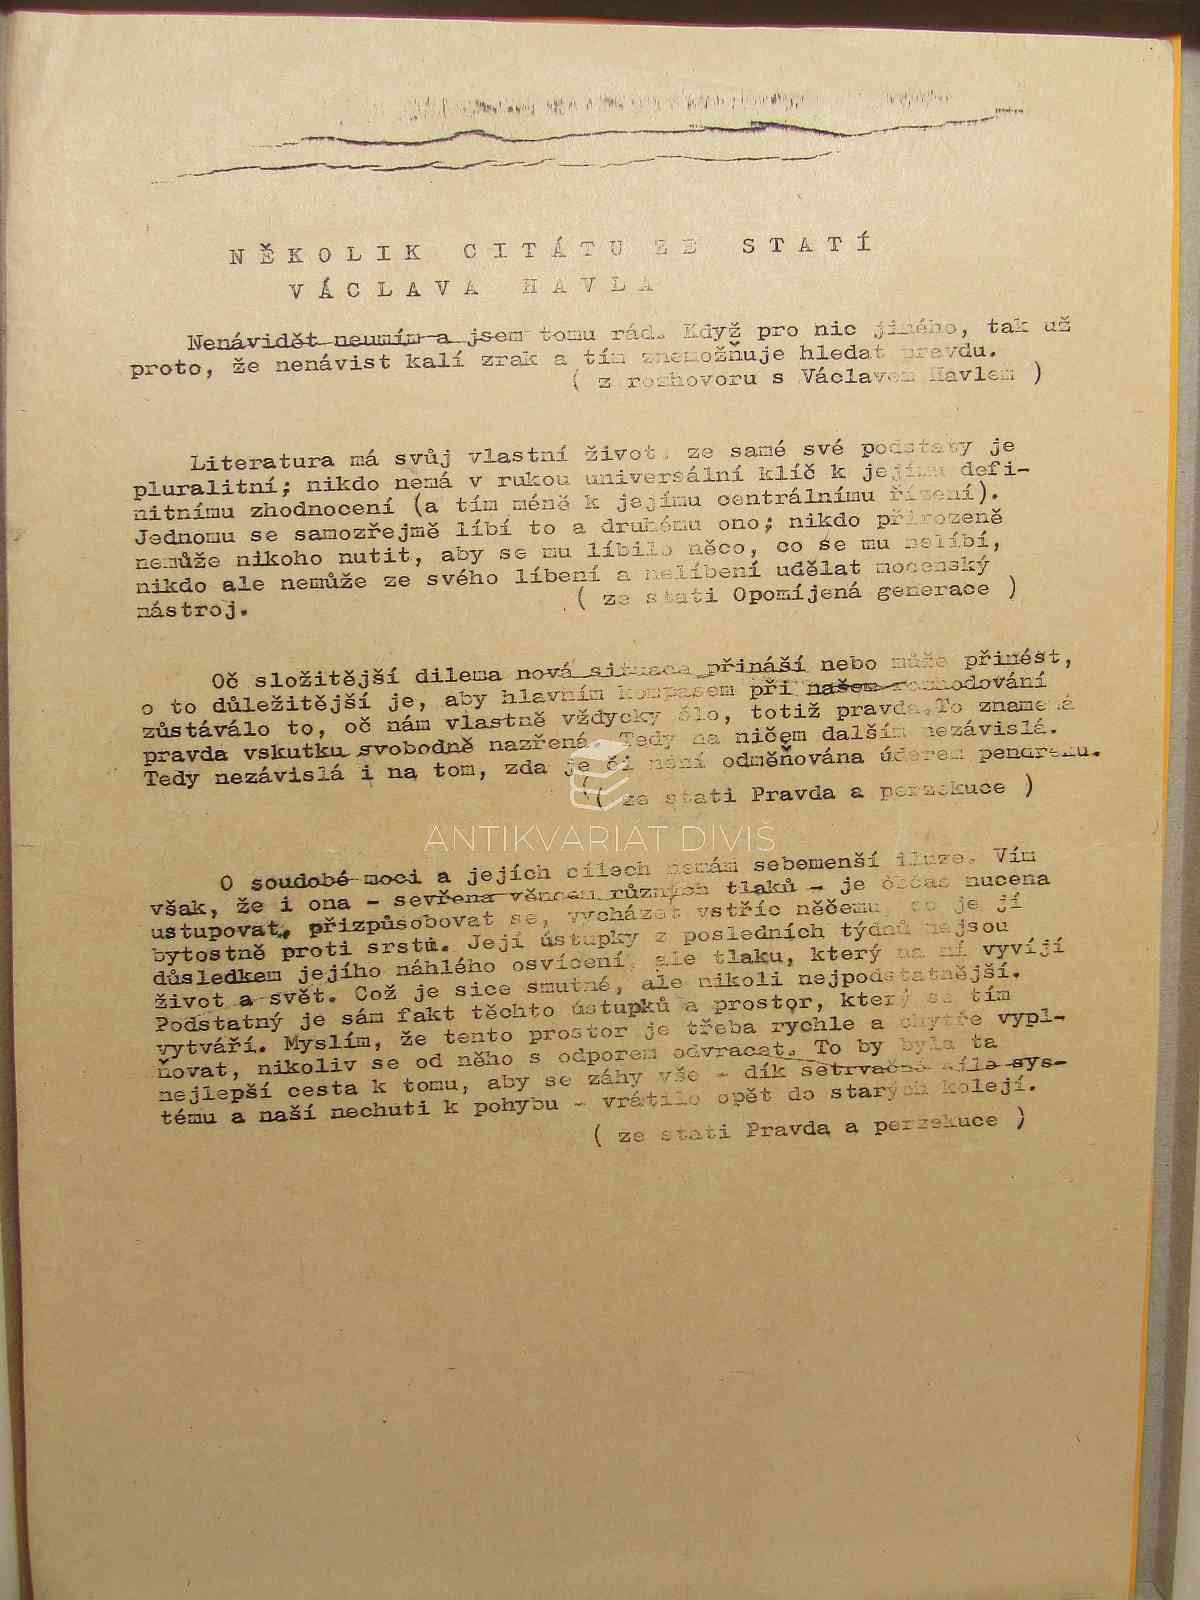 NĚKOLIK CITÁTU ZE STATÍ
VÁCLAVA HAVLA
Nenávidět neumím a jsem tomu rád. Když pro nic jiného, tak už
proto, že nenávist kalí zrak a tím znemožňuje hledat pravdu.
( z rozhovoru s Václavem Havlem )
Literatura má svůj vlastní život, ze samé své podstaty je
pluralitní; nikdo nemá v rukou universální klíč k jejímu defi-
nitnímu zhodnocení (a tím méně k jejímu centrálnímu řízení).
Jednomu se samozřejmě líbí to a druhému ono; nikdo přirozeně
nemůže nikoho nutit, aby se mu líbilo něco, co se mu nelíbí,
nikdo ale nemůže ze svého líbení a nelíbení udělat mocenský
nástroj. ( ze stati Opomíjená generace )
Oč složitější dilema nová situace přináší nebo může přinést,
o to důležitější je, aby hlavním kompasem při našem rozhodování
zůstáválo to, oč nám vlastně vždycky šlo, totiž pravda.To znamená
pravda vskutku svobodně nazřená. Tedy na ničem dalším nezávislá.
Tedy nezávislá i na tom, zda je či není odměňována úderem pendreku.
( ze stati Pravda a perzekuce )
ANTIKVARIÁT DIVIŠ
O soudobé moci a jejích cílech nemám sebemenší iluze. Vím
však, že i ona - sevřena věncem různých tlaků - je občas nucena
ustupovat, přizpůsobovat se, vycházet vstříc něčemu, co je jí
bytostně proti srstů. Její ústupky z posledních týdnů nejsou
důsledkem jejího náhlého osvícení, ale tlaku, který na ní vyvíjí
život a svět. Což je sice smutné, ale nikoli nejpodstatnější.
Podstatný je sám fakt těchto ústupků a prostor, který se tím
vytváří. Myslím, že tento prostor je třeba rychle a chytře vypl-
ňovat, nikoliv se od něho s odporem odvracet. To by byla ta
nejlepší cesta k tomu, aby se záhy vše - dík setrvačné síle sys-
tému a naší nechuti k pohybu - vrátilo opět do starých kolejí.
( ze stati Pravda a perzekuce )